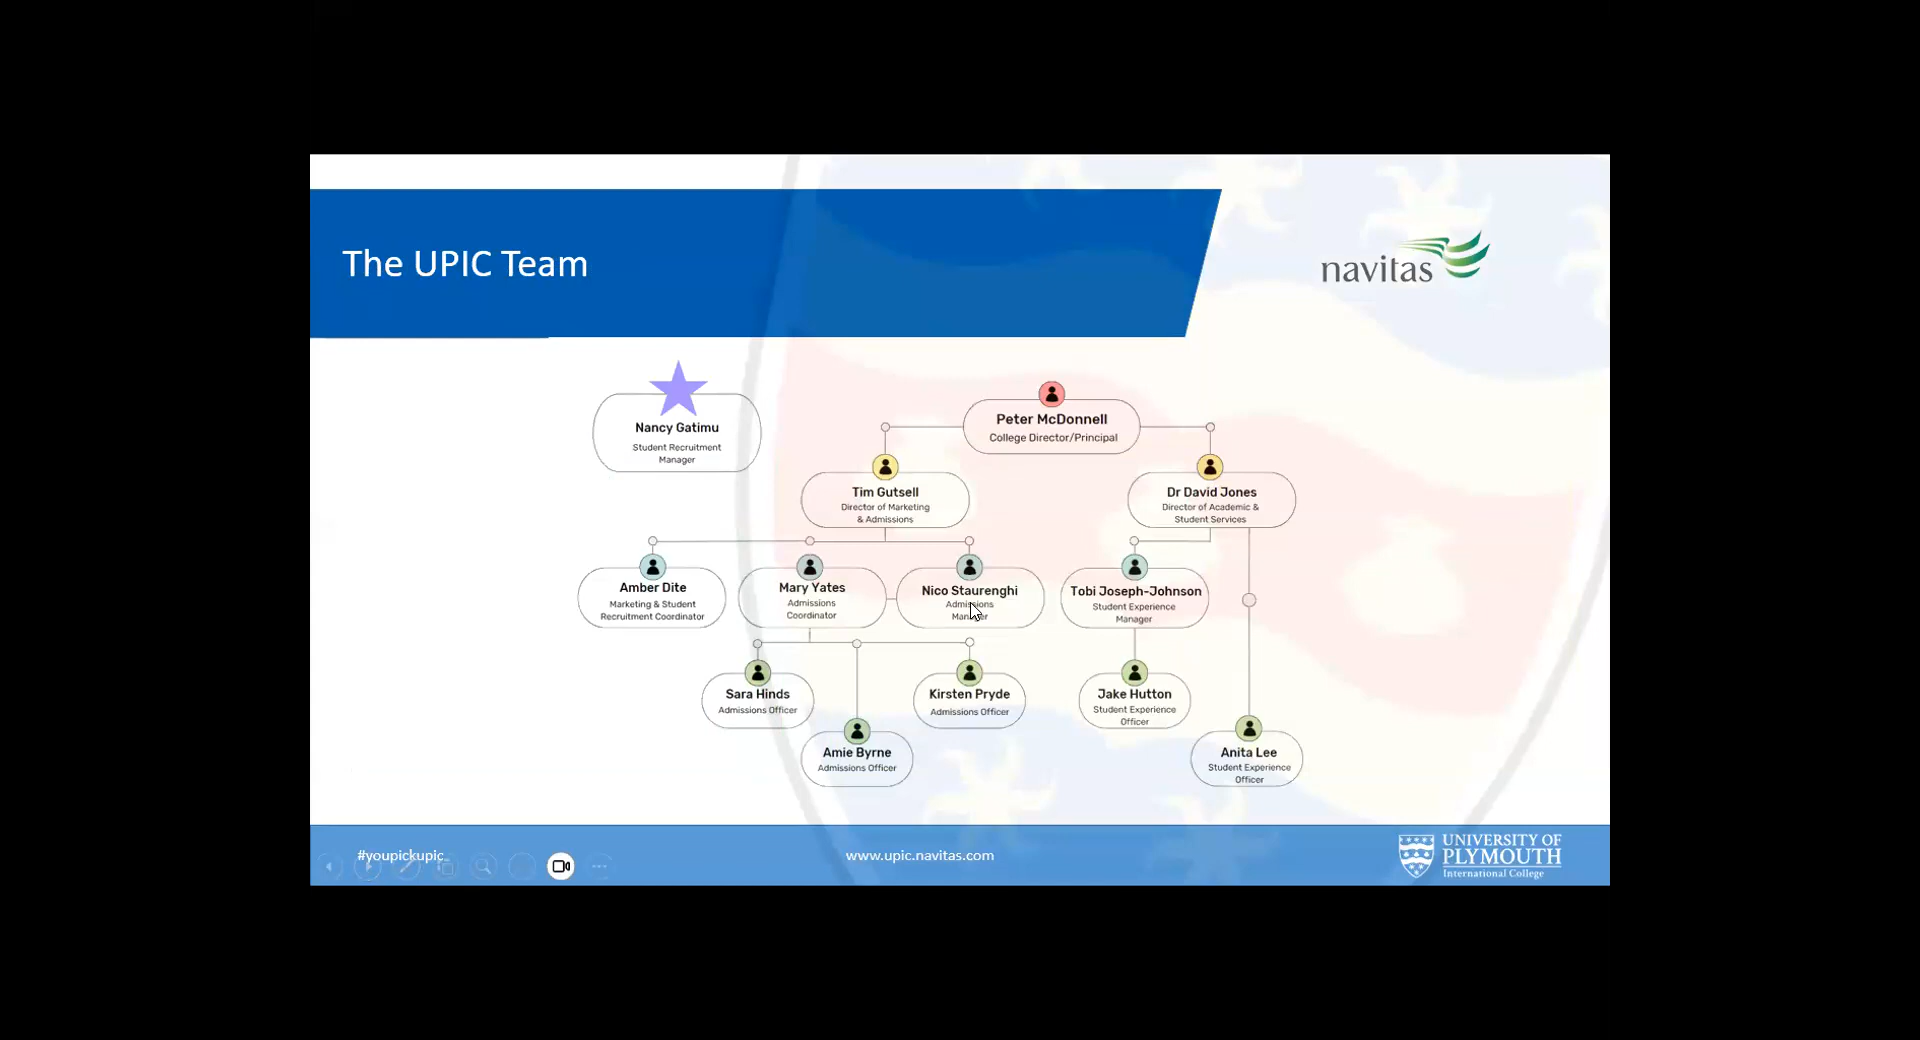 The UPIC Team
navitas
Nancy Gatimu
Student Recruitment
Manager
Peter McDonnell
College Director/Principal
Tim Gutsell
Director of Marketing
& Admissions
Dr David Jones
Director of Academic &
Student Services
Amber Dite
Marketing & Student
Recruitment Coordinator
Mary Yates
Admissions
Coordinator
Nico Staurenghi
Admissions
Manager
Tobi Joseph-Johnson
Student Experience
Manager
Sara Hinds
Admissions Officer
Kirsten Pryde
Admissions Officer
Jake Hutton
Student Experience
Officer
Amie Byrne
Admissions Officer
Anita Lee
Student Experience
Officer
#youpickupic
www.upic.navitas.com
UNIVERSITY OF
PLYMOUTH
International College